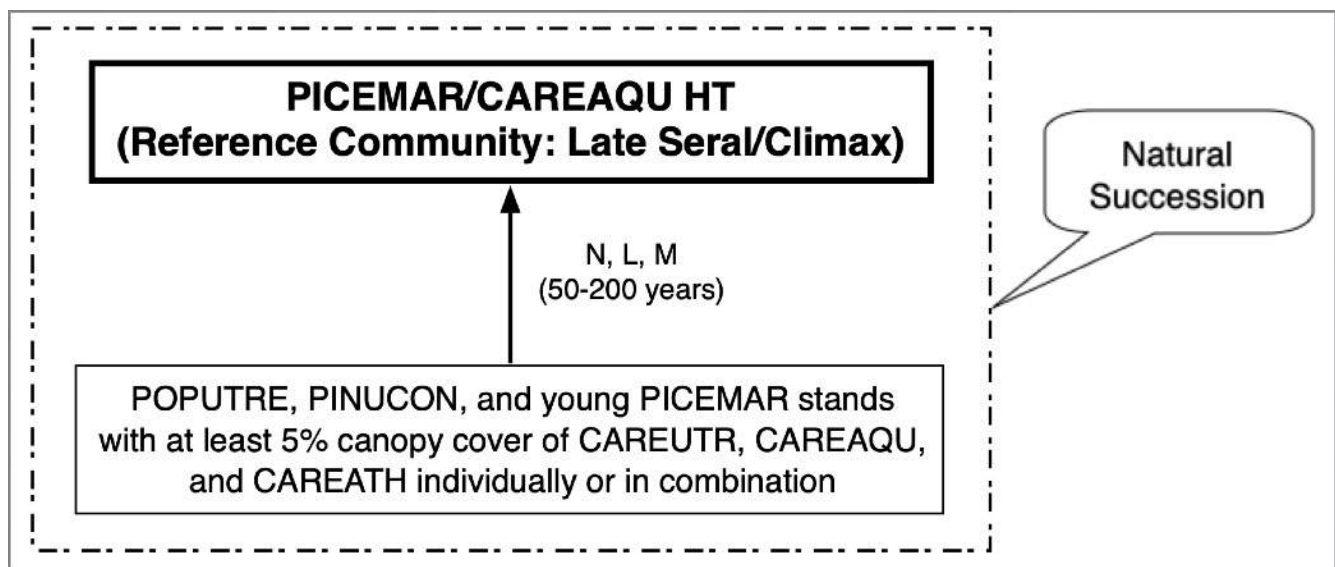 PICEMAR/CAREAQU HT
(Reference Community: Late Seral/Climax)
Natural
Succession
N, L, M
(50-200 years)
POPUTRE, PINUCON, and young PICEMAR stands
with at least 5% canopy cover of CAREUTR, CAREAQU,
and CAREATH individually or in combination